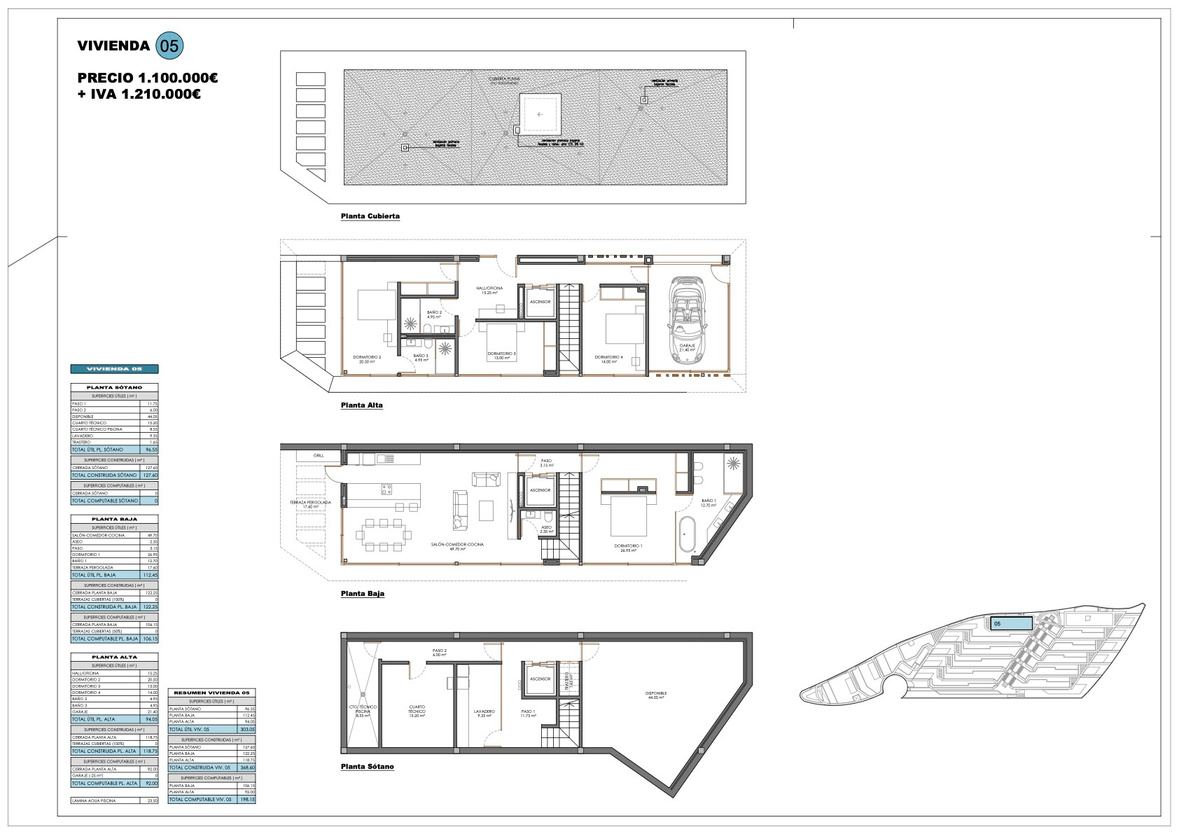 VIVIENDA 05
PRECIO 1.100.000€
+ IVA 1.210.000€
CUBIERTA PLANA
Planta Cubierta
HALL/OFICINA
15.25 m²
ASCENSOR
BAÑO 2
4.95 m²
BAÑO 3
4.95 m²
DORMITORIO 2
20.50 m²
DORMITORIO 3
13.00 m²
DORMITORIO 4
14.00 m²
GARAJE
21.40 m²
Planta Alta
GRILL
TERRAZA PERGOLADA
17.60 m²
PASO
3.15 m²
ASCENSOR
ASEO
2.50 m²
SALÓN-COMEDOR-COCINA
49.70 m²
DORMITORIO 1
26.95 m²
BAÑO 1
12.70 m²
Planta Baja
PASO 2
6.00 m²
CTO. TÉCNICO
PISCINA
8.55 m²
CUARTO
TÉCNICO
15.20 m²
LAVADERO
9.35 m²
ASCENSOR
PASO 1
11.75 m²
TRASTERO
DISPONIBLE
44.05 m²
Planta Sótano
05
VIVIENDA 05
PLANTA SÓTANO
SUPERFICIES ÚTILES ( m² )
PASO 1 11.75
PASO 2 6.00
DISPONIBLE 44.05
CUARTO TÉCNICO 15.20
CUARTO TÉCNICO PISCINA 8.55
LAVADERO 9.35
TRASTERO 1.65
TOTAL ÚTIL PL. SÓTANO 96.55
SUPERFICIES CONSTRUIDAS ( m² )
CERRADA SÓTANO 127.60
TOTAL CONSTRUIDA SÓTANO 127.60
SUPERFICIES COMPUTABLES ( m² )
CERRADA SÓTANO 0
TOTAL COMPUTABLE SÓTANO 0
PLANTA BAJA
SUPERFICIES ÚTILES ( m² )
SALÓN-COMEDOR-COCINA 49.70
ASEO 2.50
PASO 3.15
DORMITORIO 1 26.95
BAÑO 1 12.70
TERRAZA PERGOLADA 17.60
TOTAL ÚTIL PL. BAJA 112.45
SUPERFICIES CONSTRUIDAS ( m² )
CERRADA PLANTA BAJA 122.25
TERRAZAS CUBIERTAS (100%) 0
TOTAL CONSTRUIDA PL. BAJA 122.25
SUPERFICIES COMPUTABLES ( m² )
CERRADA PLANTA BAJA 106.15
TERRAZAS CUBIERTAS (50%) 0
TOTAL COMPUTABLE PL. BAJA 106.15
PLANTA ALTA
SUPERFICIES ÚTILES ( m² )
HALL/OFICINA 15.25
DORMITORIO 2 20.50
DORMITORIO 3 13.00
DORMITORIO 4 14.00
BAÑO 2 4.95
BAÑO 3 4.95
GARAJE 21.40
TOTAL ÚTIL PL. ALTA 94.05
SUPERFICIES CONSTRUIDAS ( m² )
CERRADA PLANTA ALTA 118.75
TERRAZAS CUBIERTAS (100%) 0
TOTAL CONSTRUIDA PL. ALTA 118.75
SUPERFICIES COMPUTABLES ( m² )
CERRADA PLANTA ALTA 92.00
GARAJE (-25 m²) 0
TOTAL COMPUTABLE PL. ALTA 92.00
LAMINA AGUA PISCINA 23.50
RESUMEN VIVIENDA 05
SUPERFICIES ÚTILES ( m² )
PLANTA SÓTANO 96.55
PLANTA BAJA 112.45
PLANTA ALTA 94.05
TOTAL ÚTIL VIV. 05 303.05
SUPERFICIES CONSTRUIDAS ( m² )
PLANTA SÓTANO 127.60
PLANTA BAJA 122.25
PLANTA ALTA 118.75
TOTAL CONSTRUIDA VIV. 05 368.60
SUPERFICIES COMPUTABLES ( m² )
PLANTA BAJA 106.15
PLANTA ALTA 92.00
TOTAL COMPUTABLE VIV. 05 198.15